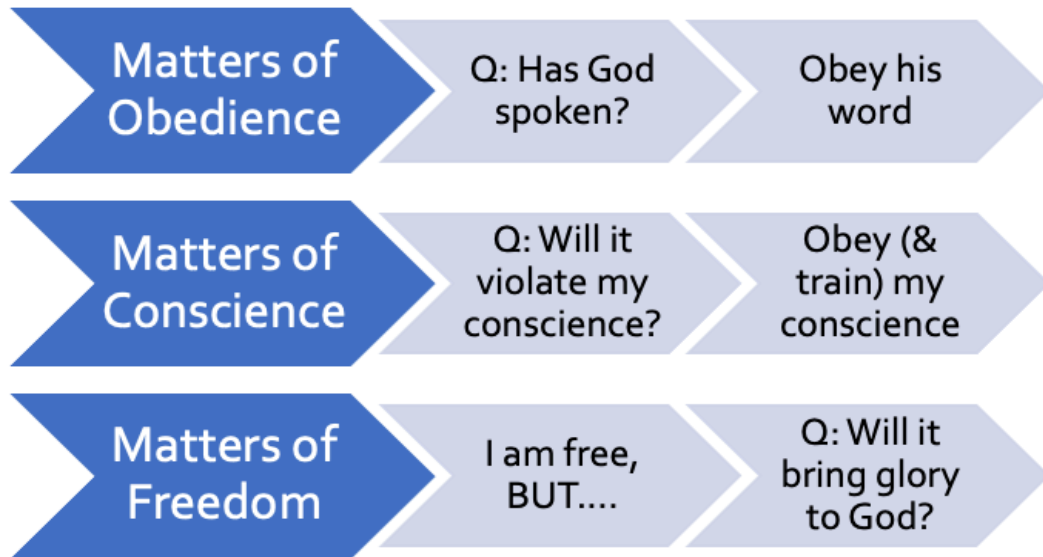 Matters of
Obedience
Q: Has God
spoken?
Obey his
word
Matters of
Conscience
Q: Will it
violate my
conscience?
Obey (&
train) my
conscience
Matters of
Freedom
I am free,
BUT....
Q: Will it
bring glory
to God?